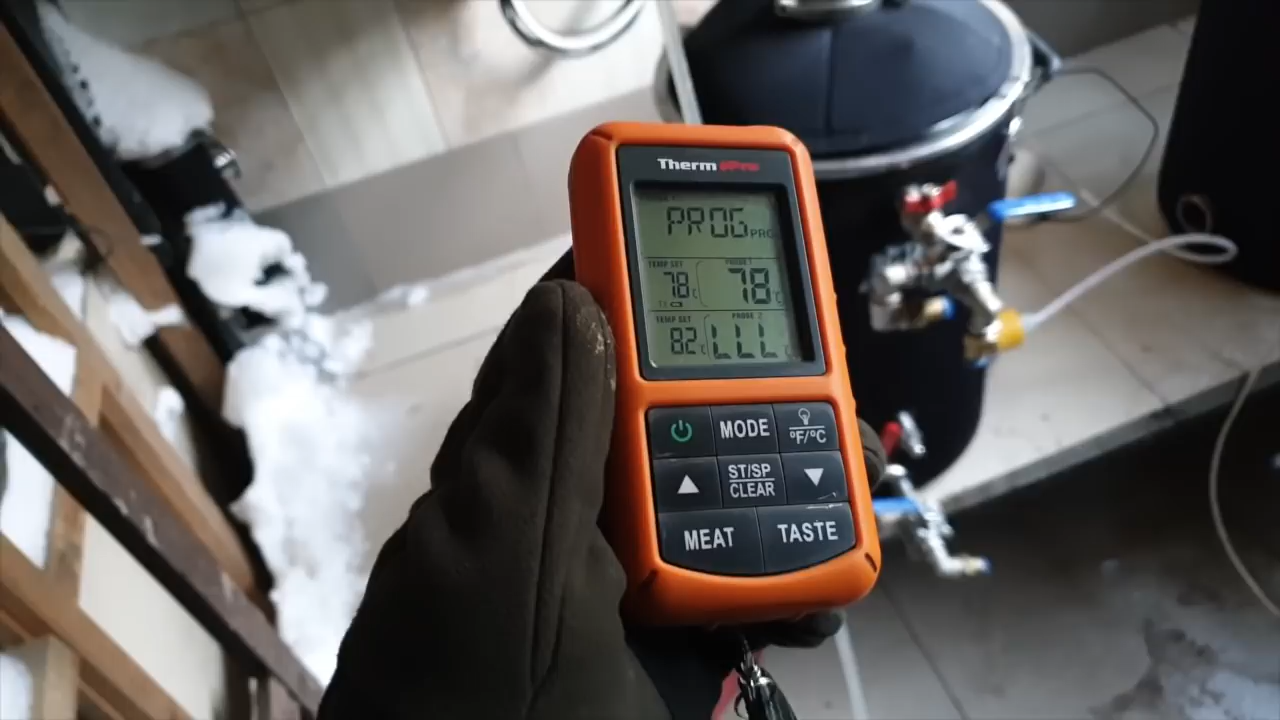 ThermoPro
PROG PRO
TEMP SET PROBE 1
78°C 78°C
TEMP SET PROBE 2
82°C LLL
MODE °F/°C
ST/SP
CLEAR
MEAT TASTE